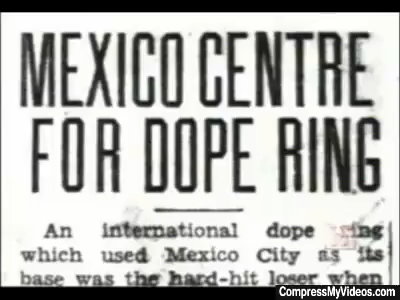 MEXICO CENTRE
FOR DOPE RING
An international dope ring
which used Mexico City as its
base was the hard-hit loser when
CompressMyVideos.com